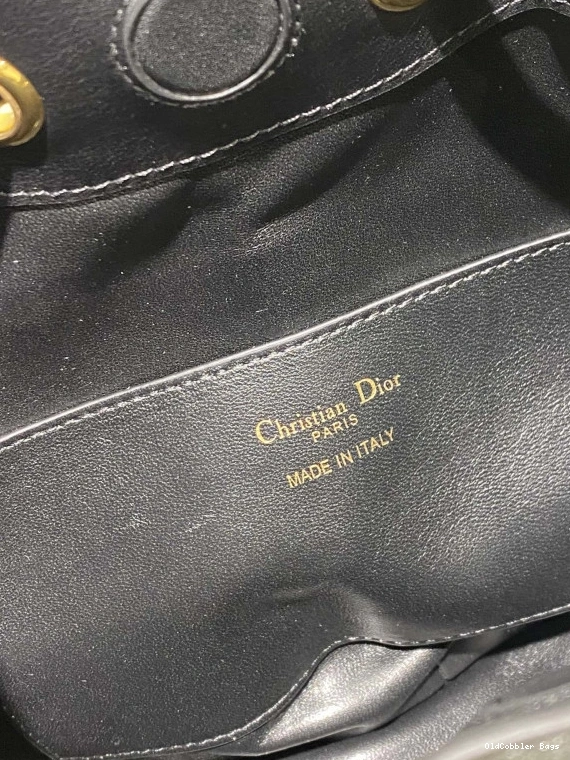 Christian Dior
PARIS
MADE IN ITALY
OldCobbler Bags